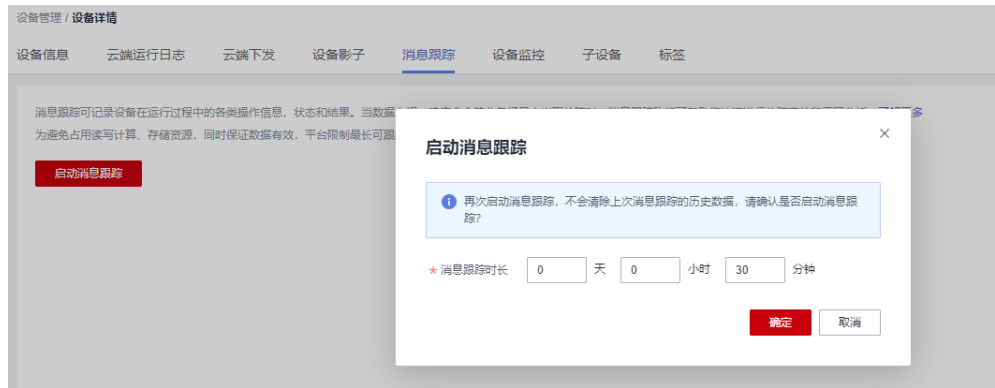 设备管理 / 设备详情
设备信息 云端运行日志 云端下发 设备影子 消息跟踪 设备监控 子设备 标签
消息跟踪可记录设备在运行过程中的各类操作信息，状态和结果。当数据
多
为避免占用读写计算、存储资源，同时保证数据有效，平台限制最长可跟
启动消息跟踪
启动消息跟踪
再次启动消息跟踪，不会清除上次消息跟踪的历史数据，请确认是否启动消息跟
踪?
* 消息跟踪时长 0 天 0 小时 30 分钟
确定 取消